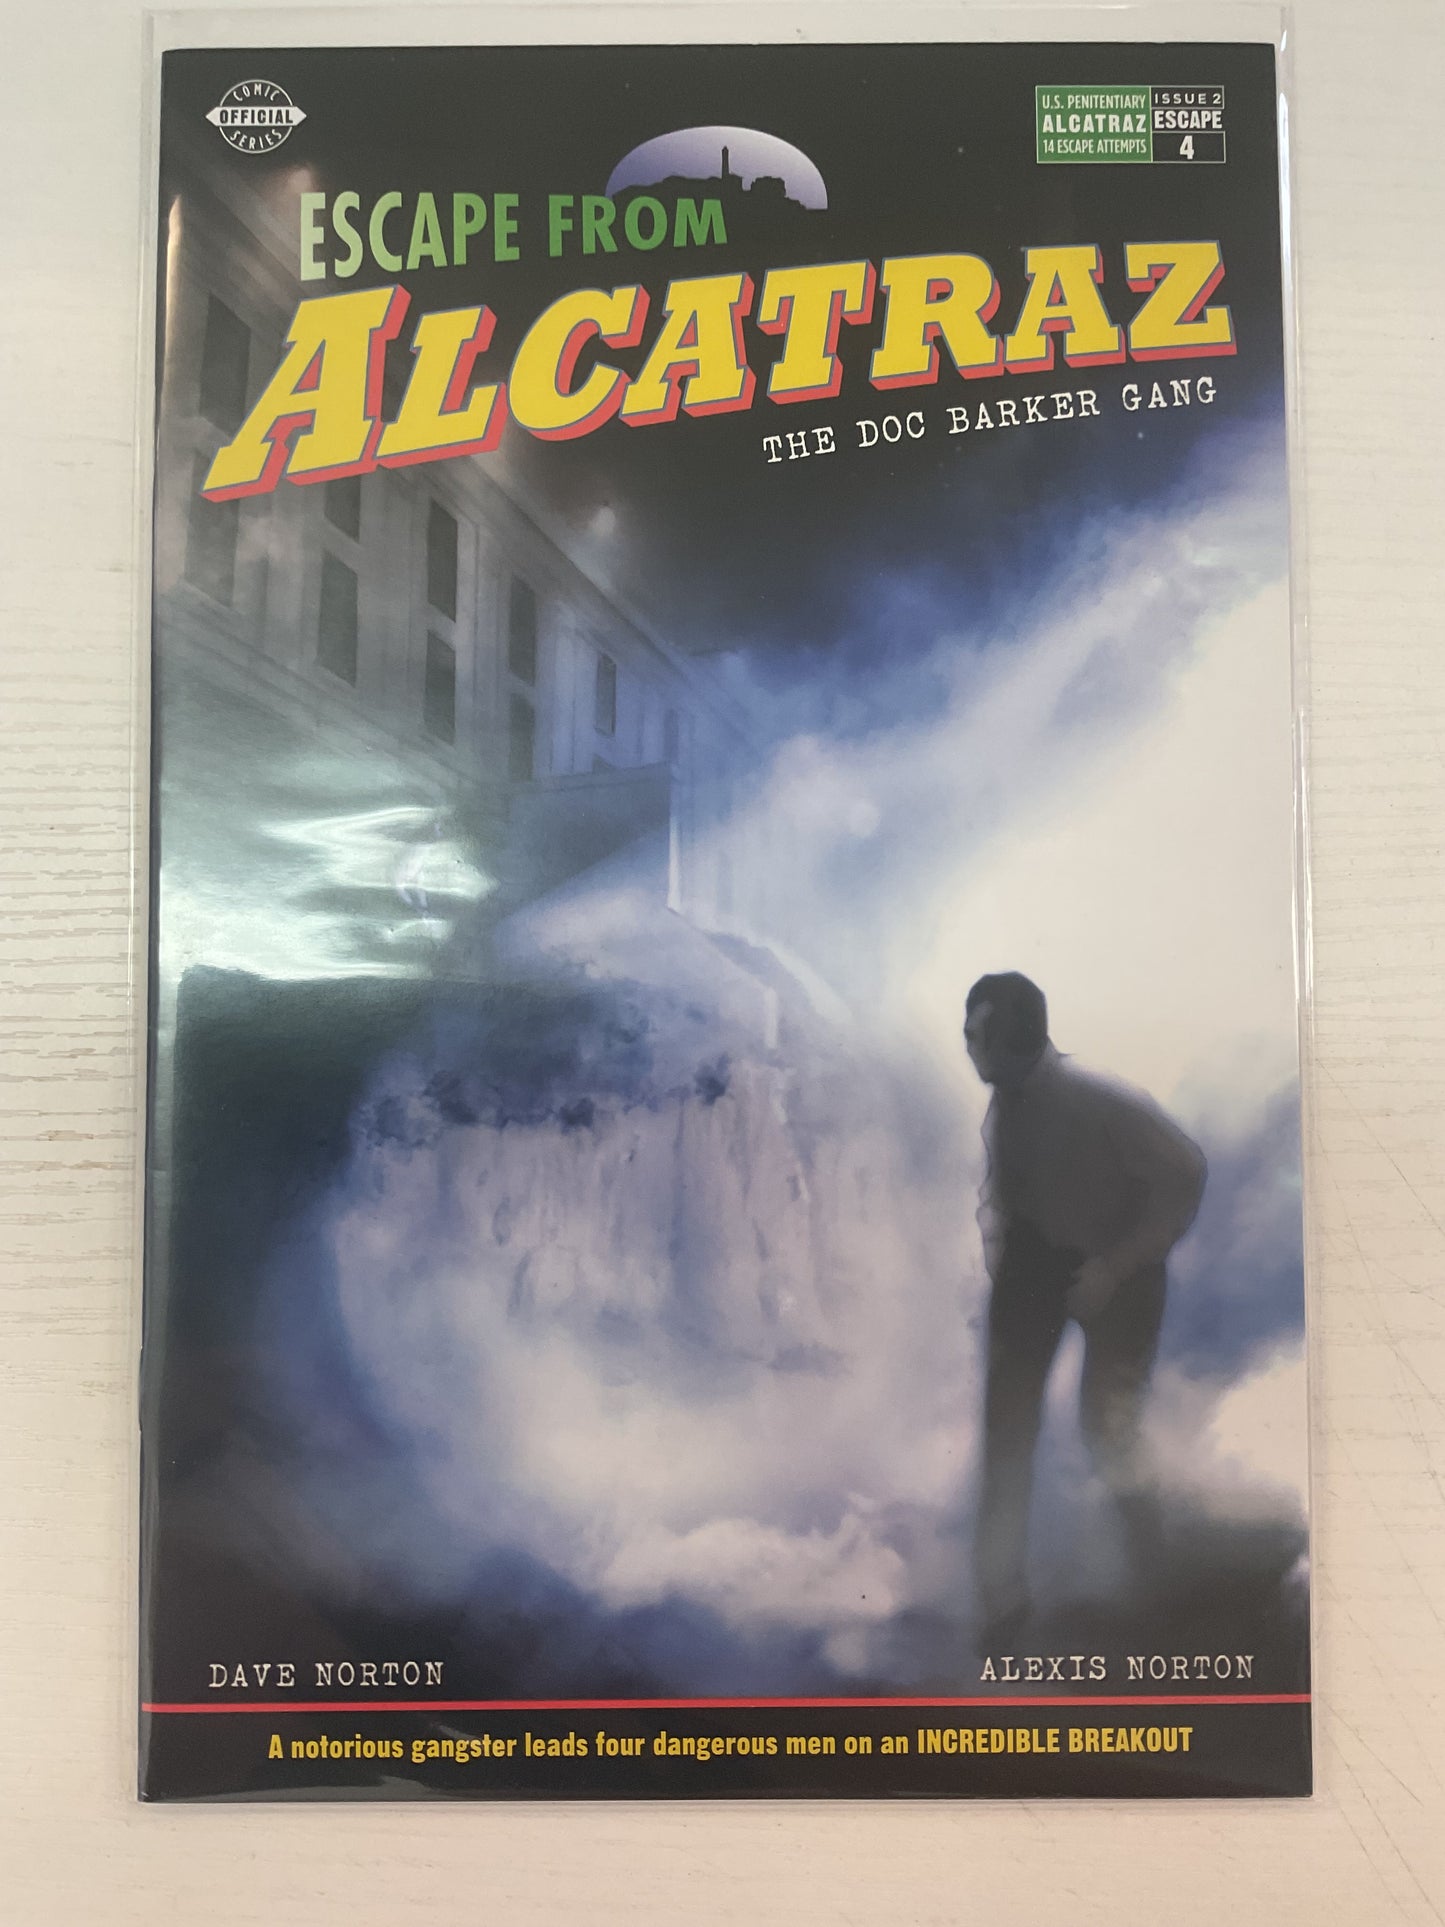 COMIC
OFFICIAL
SERIES
U.S. PENITENTIARY
ALCATRAZ
14 ESCAPE ATTEMPTS
ISSUE 2
ESCAPE
4
ESCAPE FROM
ALCATRAZ
THE DOC BARKER GANG
DAVE NORTON
ALEXIS NORTON
A notorious gangster leads four dangerous men on an INCREDIBLE BREAKOUT